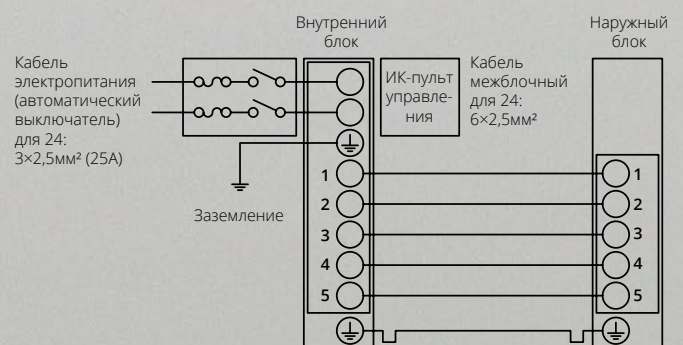 Внутренний
блок
Наружный
блок
Кабель
электропитания
(автоматический
выключатель)
для 24:
3×2,5мм² (25А)
ИК-пульт
управле-
ния
Кабель
межблочный
для 24:
6×2,5мм²
Заземление
1
2
3
4
5
1
2
3
4
5